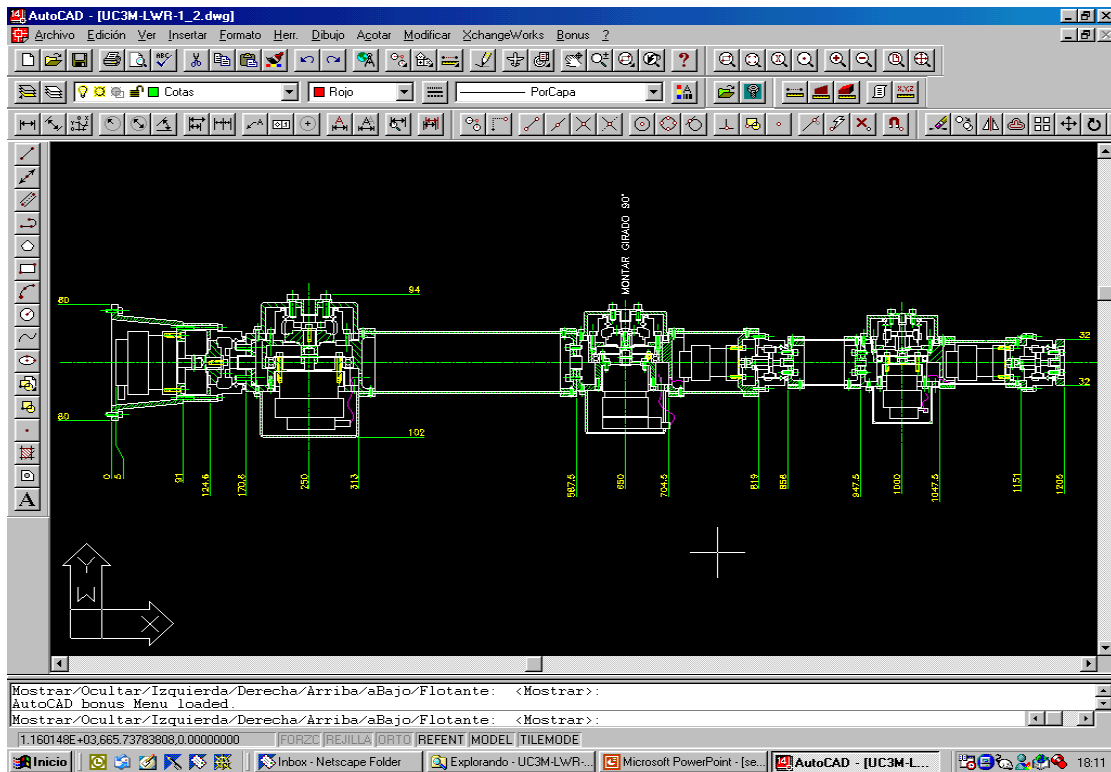 AutoCAD - [UC3M-LWR-1_2.dwg]
Archivo Edición Ver Insertar Formato Herr. Dibujo Acotar Modificar XchangeWorks Bonus ?
Cotas Rojo PorCapa
MONTAR GIRADO 90°
80
94
32
32
60
102
0 5 91 124.6 170.6 250 313 587.5 650 704.5 819 856 947.5 1000 1047.5 1151 1205
Y
W
X
Mostrar/Ocultar/Izquierda/Derecha/Arriba/aBajo/Flotante: <Mostrar>:
AutoCAD bonus Menu loaded.
Mostrar/Ocultar/Izquierda/Derecha/Arriba/aBajo/Flotante: <Mostrar>:
1.160148E+03,665.73783808,0.00000000 FORZC REJILLA ORTO REFENT MODEL TILEMODE
Inicio Inbox - Netscape Folder Explorando - UC3M-LWR-... Microsoft PowerPoint - [se... AutoCAD - [UC3M-L... 18:11